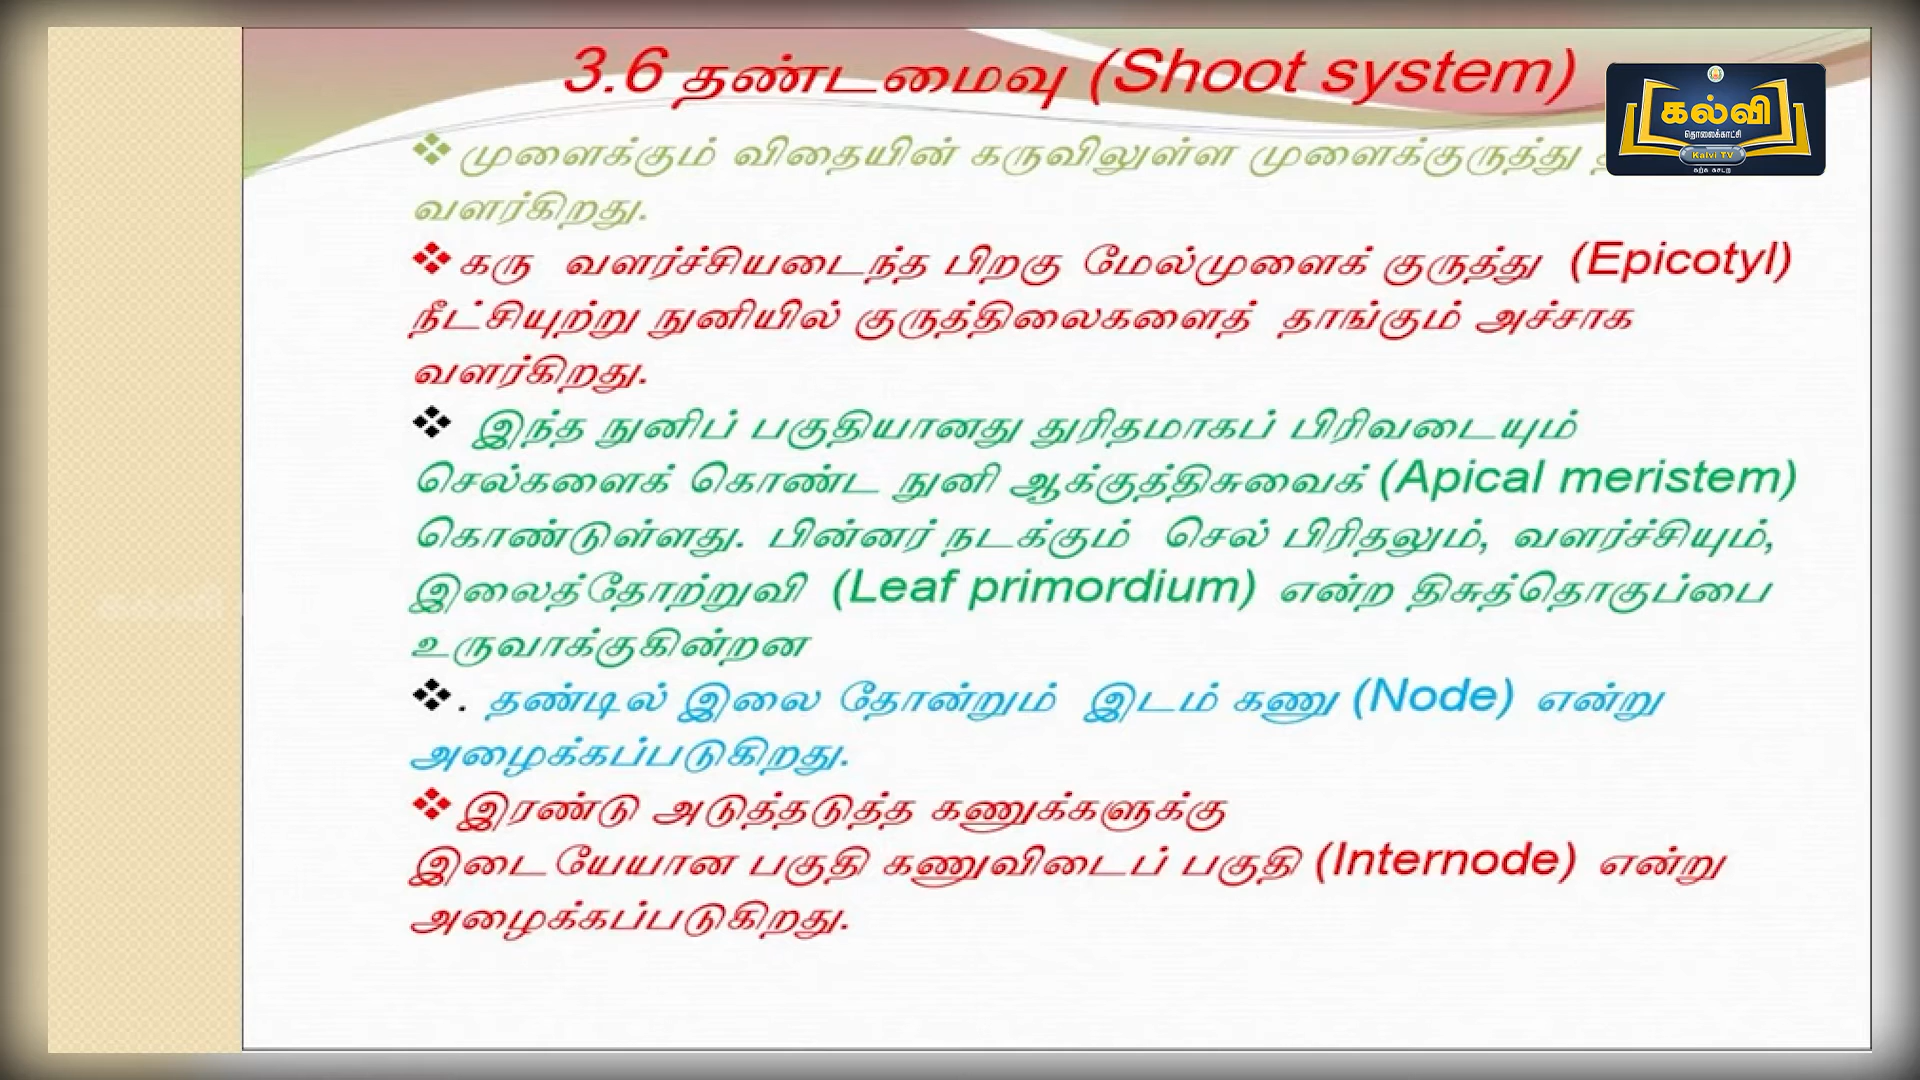 3.6 தண்டமைவு (Shoot system)
கல்வி
தொலைக்காட்சி
Kalvi TV
கற்க கசடற
❖முளைக்கும் விதையின் கருவிலுள்ள முளைக்குருத்து
வளர்கிறது.
❖கரு வளர்ச்சியடைந்த பிறகு மேல்முளைக் குருத்து (Epicotyl)
நீட்சியுற்று நுனியில் குருத்திலைகளைத் தாங்கும் அச்சாக
வளர்கிறது.
❖ இந்த நுனிப் பகுதியானது துரிதமாகப் பிரிவடையும்
செல்களைக் கொண்ட நுனி ஆக்குத்திசுவைக் (Apical meristem)
கொண்டுள்ளது. பின்னர் நடக்கும் செல் பிரிதலும், வளர்ச்சியும்,
இலைத்தோற்றுவி (Leaf primordium) என்ற திசுத்தொகுப்பை
உருவாக்குகின்றன
❖. தண்டில் இலை தோன்றும் இடம் கணு (Node) என்று
அழைக்கப்படுகிறது.
❖இரண்டு அடுத்தடுத்த கணுக்களுக்கு
இடையேயான பகுதி கணுவிடைப் பகுதி (Internode) என்று
அழைக்கப்படுகிறது.